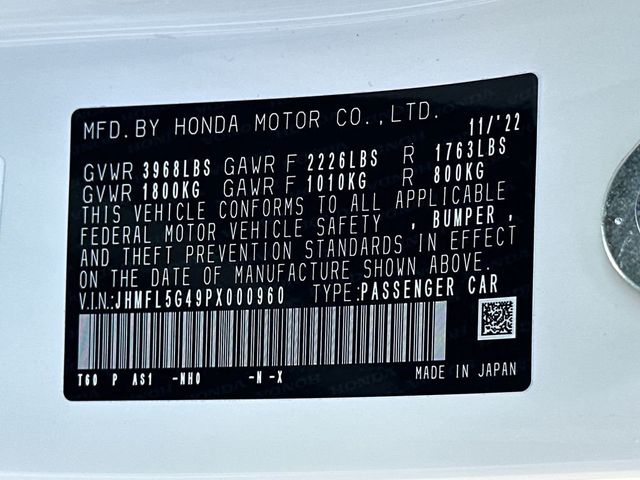 MFD. BY HONDA MOTOR CO., LTD. 11/'22
GVWR 3968LBS GAWR F 2226LBS R 1763LBS
GVWR 1800KG GAWR F 1010KG R 800KG
THIS VEHICLE CONFORMS TO ALL APPLICABLE
FEDERAL MOTOR VEHICLE SAFETY , BUMPER ,
AND THEFT PREVENTION STANDARDS IN EFFECT
ON THE DATE OF MANUFACTURE SHOWN ABOVE.
V.I.N.:JHMFL5G49PX000960 TYPE:PASSENGER CAR
T60 P AS1 -NH0 -N -X MADE IN JAPAN